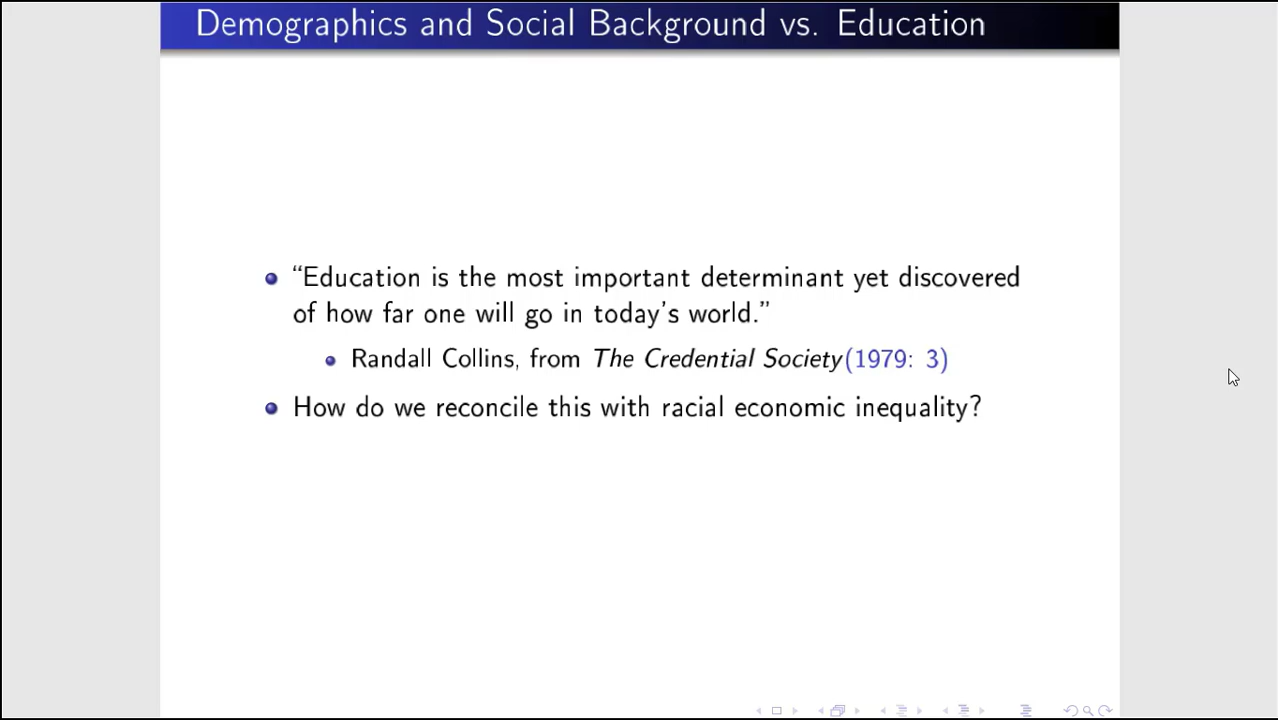 Demographics and Social Background vs. Education
“Education is the most important determinant yet discovered
of how far one will go in today’s world.”
Randall Collins, from The Credential Society(1979: 3)
How do we reconcile this with racial economic inequality?